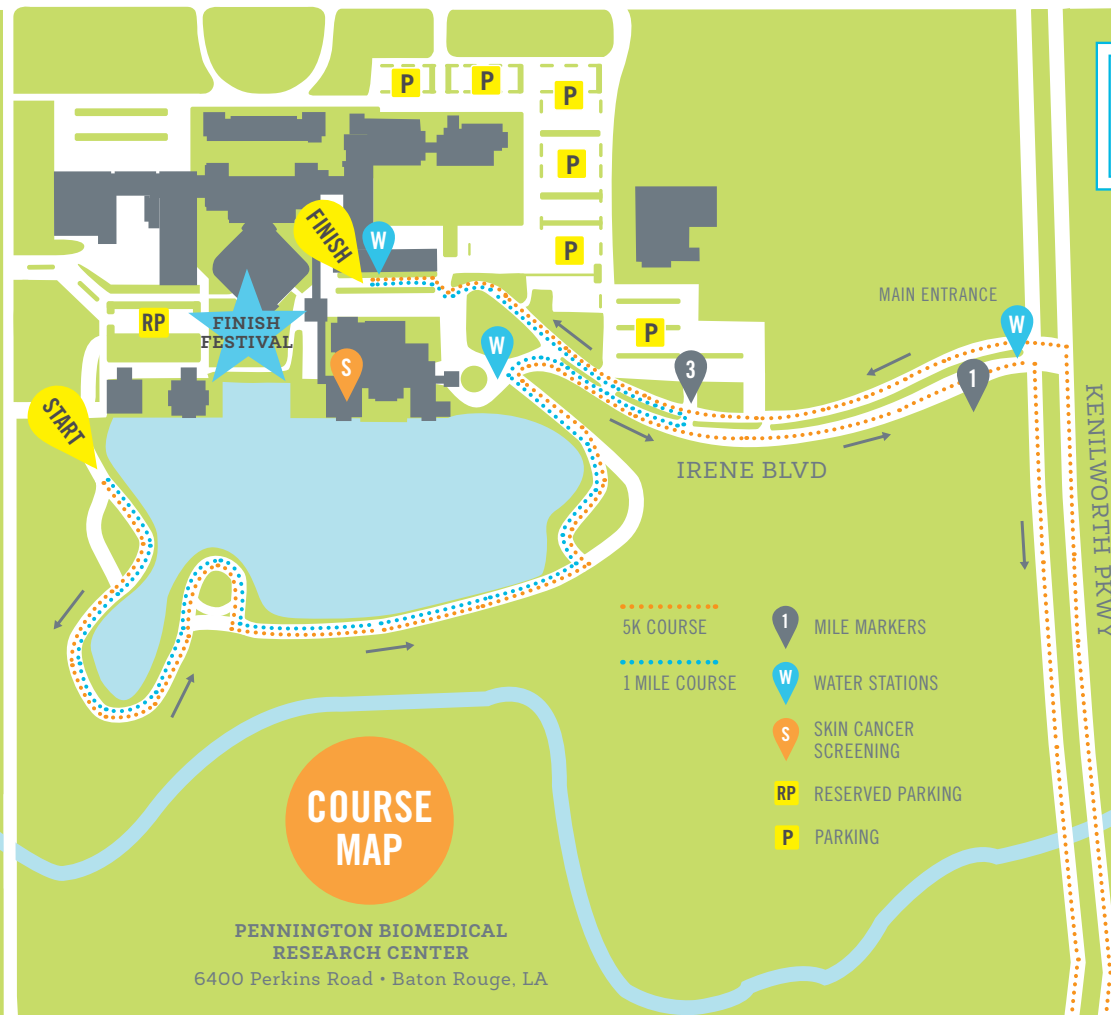 P
P
P
P
P
FINISH
W
RP
FINISH
FESTIVAL
S
W
P
3
MAIN ENTRANCE
W
1
START
IRENE BLVD
KENILWORTH PKWY
5K COURSE
1 MILE COURSE
1 MILE MARKERS
W WATER STATIONS
S SKIN CANCER
SCREENING
RP RESERVED PARKING
P PARKING
COURSE
MAP
PENNINGTON BIOMEDICAL
RESEARCH CENTER
6400 Perkins Road • Baton Rouge, LA